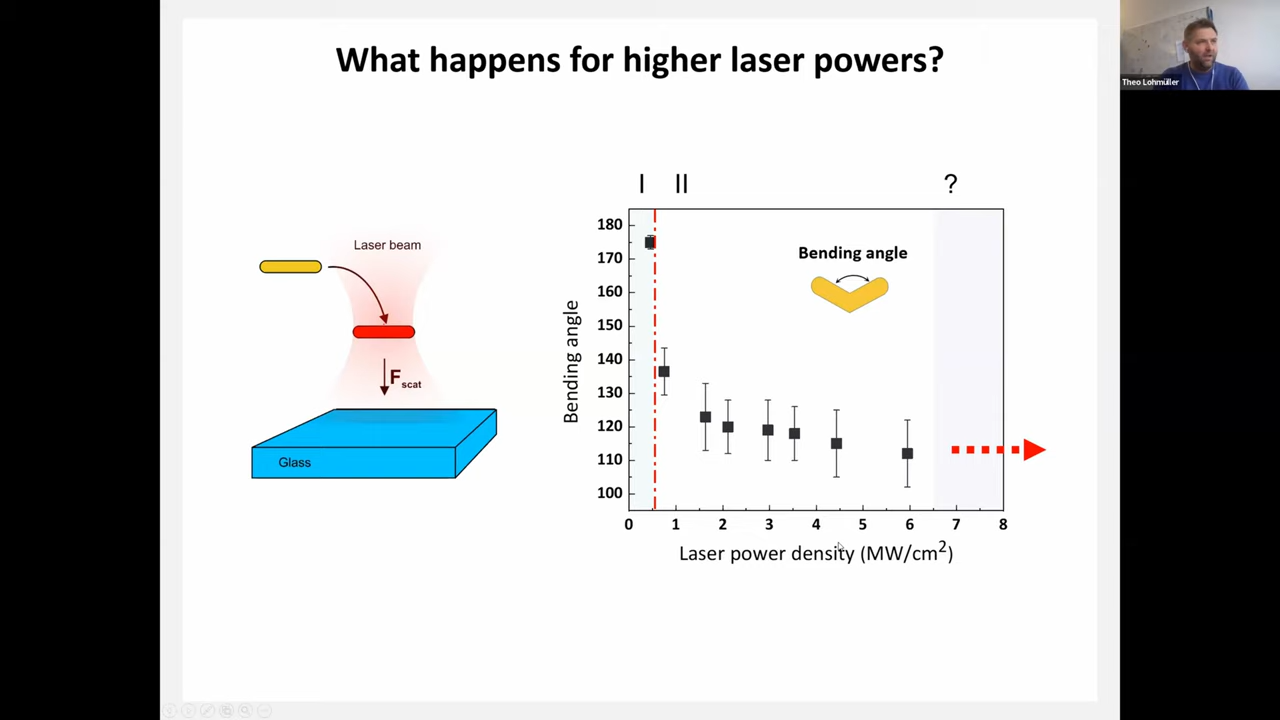 What happens for higher laser powers?
Theo Lohmüller
Laser beam
F scat
Glass
I II ?
Bending angle
180
170
160
150
140
130
120
110
100
Bending angle
0 1 2 3 4 5 6 7 8
Laser power density (MW/cm²)